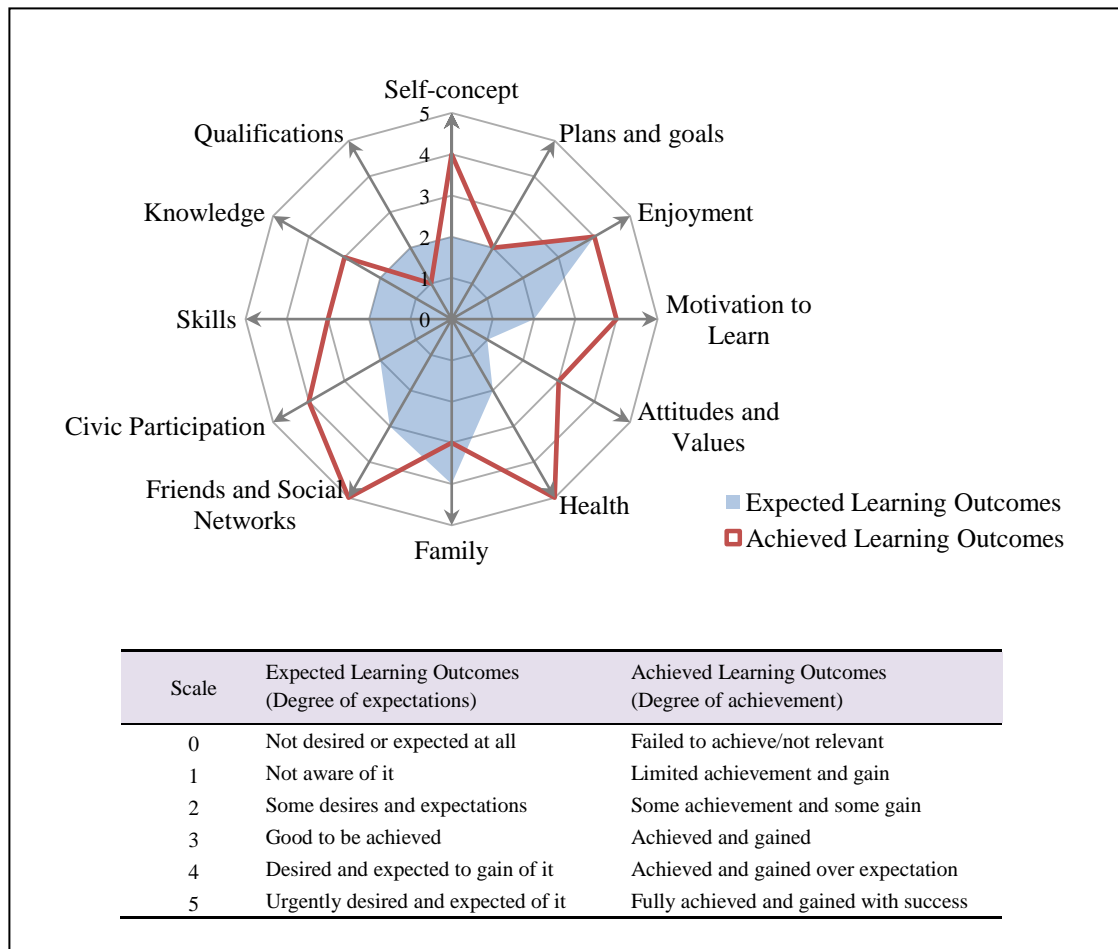 Self-concept
Qualifications
Plans and goals
Knowledge
Enjoyment
Skills
Motivation to
Learn
Civic Participation
Attitudes and
Values
Friends and Social
Networks
Health
Family
5
4
3
2
1
0
Expected Learning Outcomes
Achieved Learning Outcomes
Scale Expected Learning Outcomes (Degree of expectations) Achieved Learning Outcomes (Degree of achievement)
0 Not desired or expected at all Failed to achieve/not relevant
1 Not aware of it Limited achievement and gain
2 Some desires and expectations Some achievement and some gain
3 Good to be achieved Achieved and gained
4 Desired and expected to gain of it Achieved and gained over expectation
5 Urgently desired and expected of it Fully achieved and gained with success